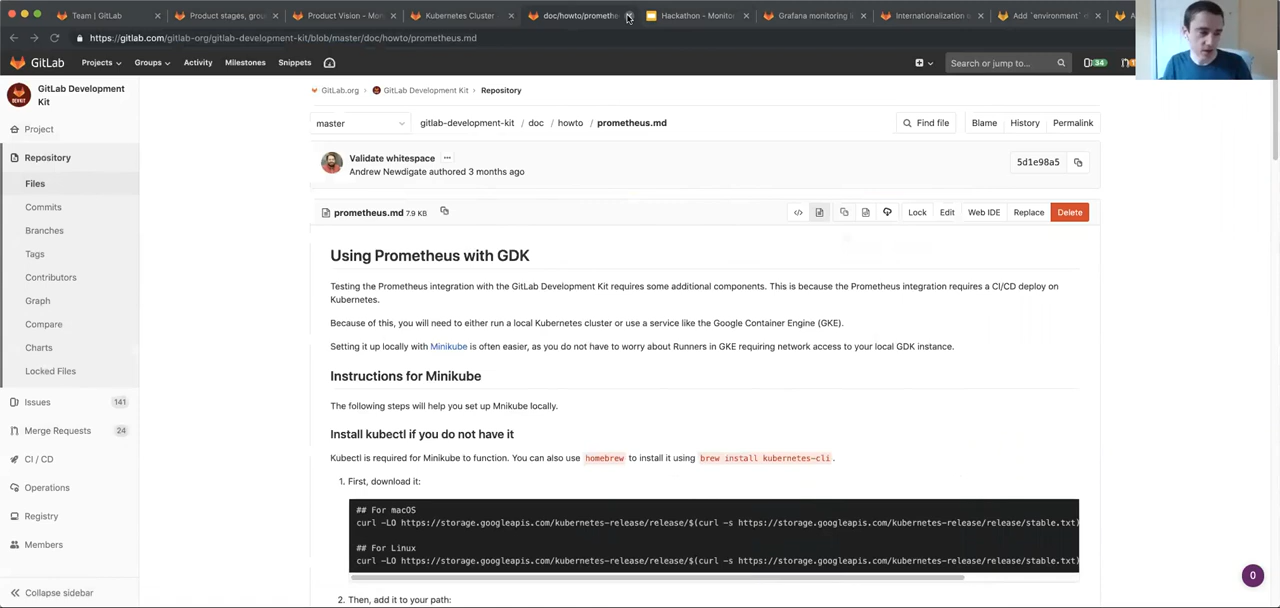 Team | GitLab
Product stages, grou
Product Vision - Mon
Kubernetes Cluster
doc/howto/promethe
Hackathon - Monitor
Grafana monitoring li
Internationalization s
Add `environment` e
https://gitlab.com/gitlab-org/gitlab-development-kit/blob/master/doc/howto/prometheus.md
GitLab
Projects
Groups
Activity
Milestones
Snippets
Search or jump to...
34
GitLab Development
Kit
Project
Repository
Files
Commits
Branches
Tags
Contributors
Graph
Compare
Charts
Locked Files
Issues 141
Merge Requests 24
CI / CD
Operations
Registry
Members
Collapse sidebar
GitLab.org › GitLab Development Kit › Repository
master
gitlab-development-kit / doc / howto / prometheus.md
Find file
Blame
History
Permalink
Validate whitespace ...
Andrew Newdigate authored 3 months ago
5d1e98a5
prometheus.md 7.9 KB
</>
Lock
Edit
Web IDE
Replace
Delete
Using Prometheus with GDK
Testing the Prometheus integration with the GitLab Development Kit requires some additional components. This is because the Prometheus integration requires a CI/CD deploy on
Kubernetes.
Because of this, you will need to either run a local Kubernetes cluster or use a service like the Google Container Engine (GKE).
Setting it up locally with Minikube is often easier, as you do not have to worry about Runners in GKE requiring network access to your local GDK instance.
Instructions for Minikube
The following steps will help you set up Mnikube locally.
Install kubectl if you do not have it
Kubectl is required for Minikube to function. You can also use homebrew to install it using brew install kubernetes-cli .
1. First, download it:
## For macOS
curl -LO https://storage.googleapis.com/kubernetes-release/release/$(curl -s https://storage.googleapis.com/kubernetes-release/release/stable.txt)
## For Linux
curl -LO https://storage.googleapis.com/kubernetes-release/release/$(curl -s https://storage.googleapis.com/kubernetes-release/release/stable.txt)
2. Then, add it to your path:
0